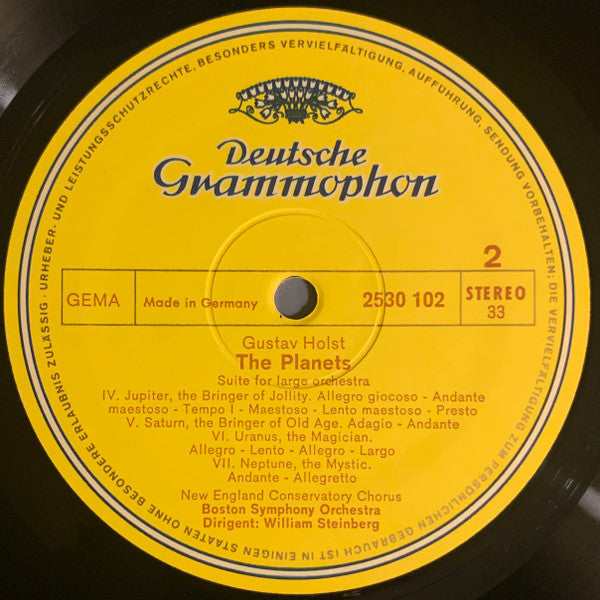 URHEBER- UND LEISTUNGSSCHUTZRECHTE, BESONDERS VERVIELFÄLTIGUNG, AUFFÜHRUNG, SENDUNG VORBEHALTEN; DIE VERVIELFÄLTIGUNG ZUM PERSÖNLICHEN GEBRAUCH IST IN EINIGEN STAATEN OHNE BESONDERE ERLAUBNIS ZULÄSSIG ·
Deutsche
Grammophon
2
GEMA Made in Germany 2530 102 STEREO
33
Gustav Holst
The Planets
Suite for large orchestra
IV. Jupiter, the Bringer of Jollity. Allegro giocoso - Andante
maestoso - Tempo I - Maestoso - Lento maestoso - Presto
V. Saturn, the Bringer of Old Age. Adagio - Andante
VI. Uranus, the Magician.
Allegro - Lento - Allegro - Largo
VII. Neptune, the Mystic.
Andante - Allegretto
New England Conservatory Chorus
Boston Symphony Orchestra
Dirigent: William Steinberg